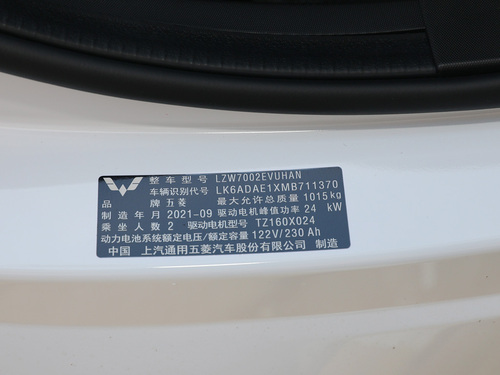 整车型号 LZW7002EVUHAN
车辆识别代号 LK6ADAE1XMB711370
品牌 五菱 最大允许总质量 1015kg
制造年月 2021-09 驱动电机峰值功率 24 kW
乘坐人数 2 驱动电机型号 TZ160X024
动力电池系统额定电压/额定容量 122V/230 Ah
中国 上汽通用五菱汽车股份有限公司 制造